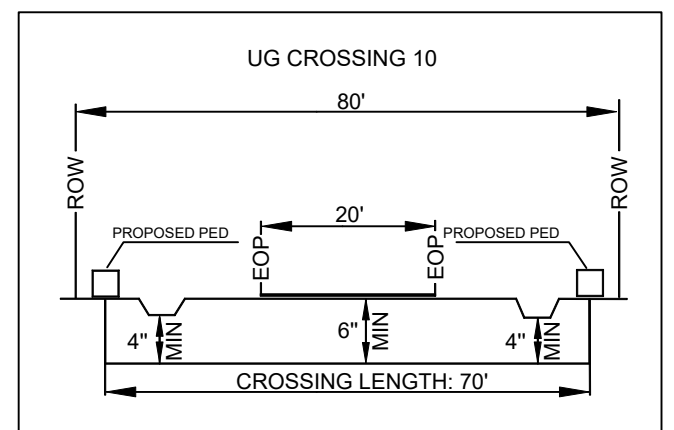 UG CROSSING 10
80'
ROW
ROW
20'
PROPOSED PED
EOP
EOP
PROPOSED PED
4"
MIN
6"
MIN
4"
MIN
CROSSING LENGTH: 70'